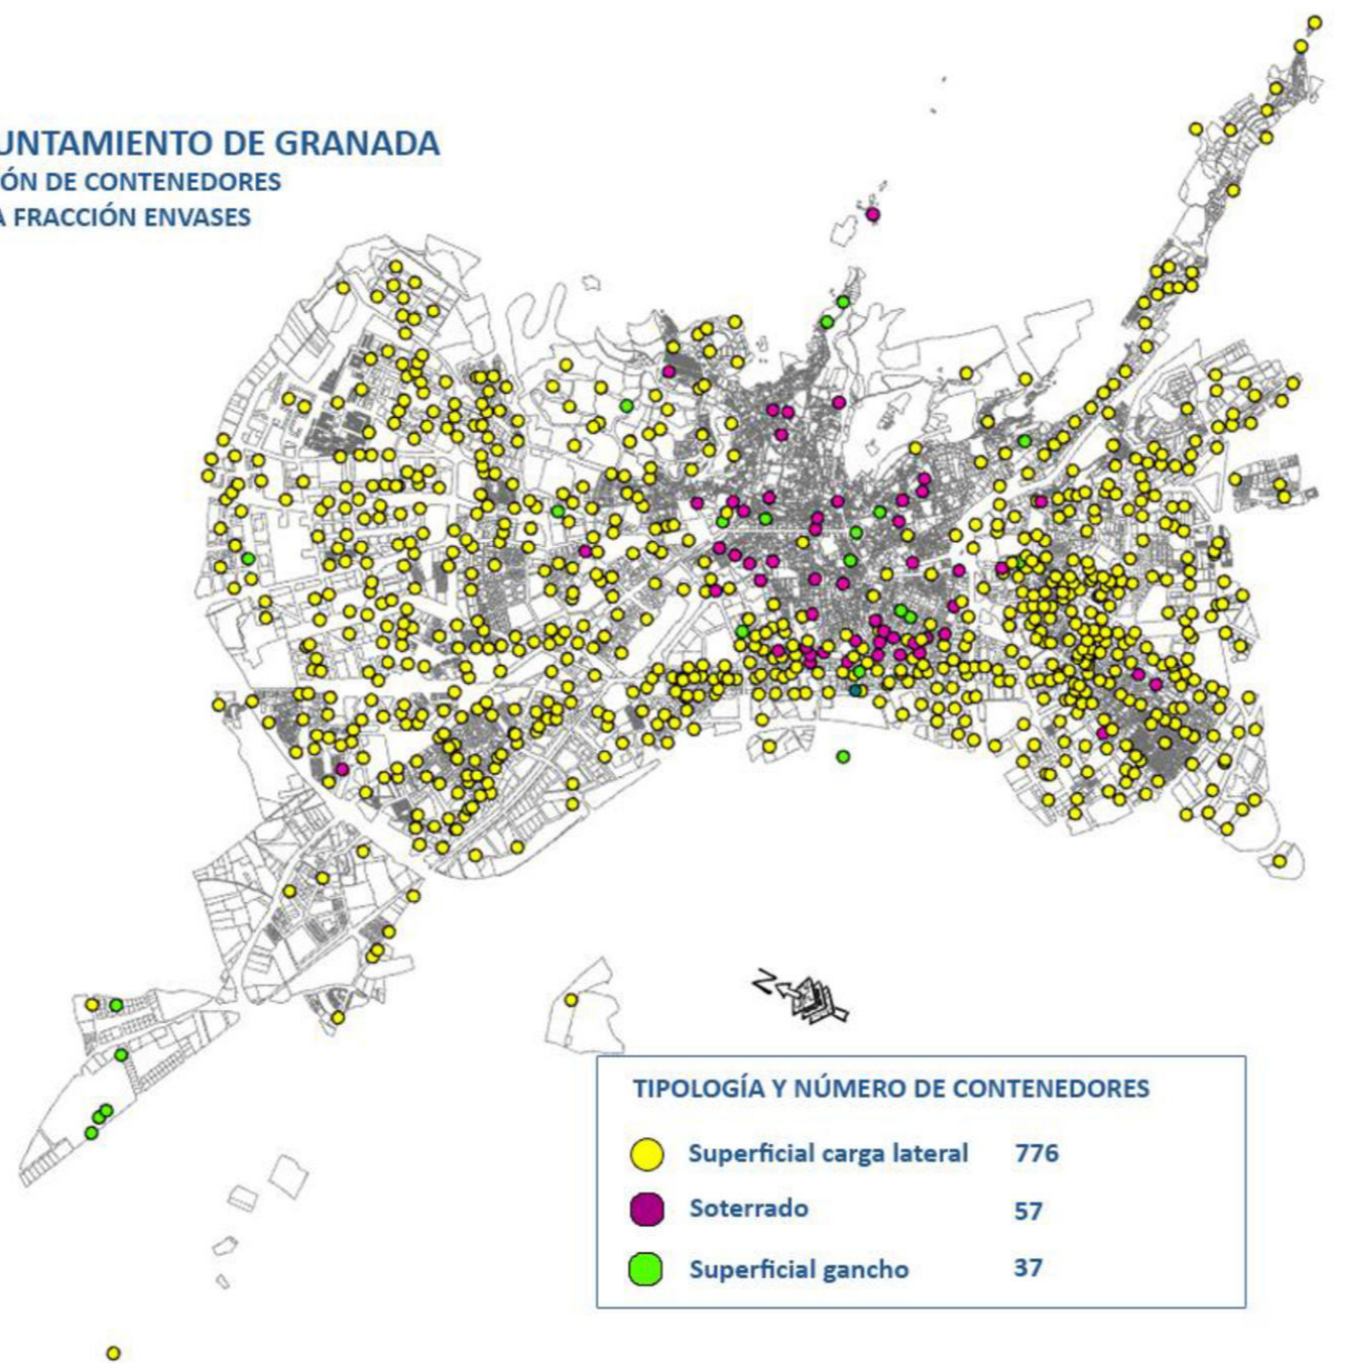 UNTAMIENTO DE GRANADA
ÓN DE CONTENEDORES
A FRACCIÓN ENVASES
N
TIPOLOGÍA Y NÚMERO DE CONTENEDORES
Superficial carga lateral 776
Soterrado 57
Superficial gancho 37